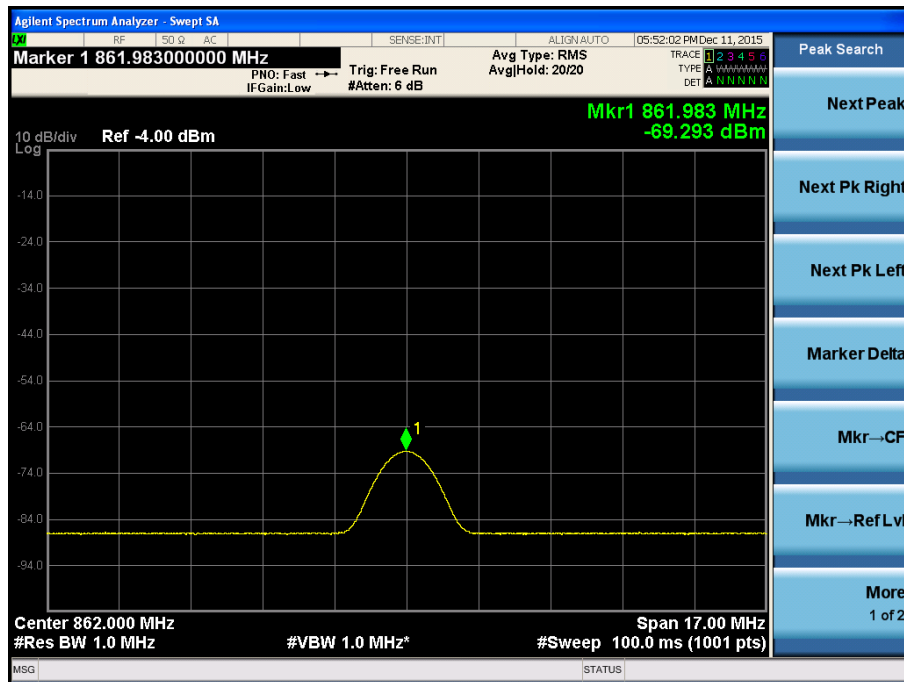 Agilent Spectrum Analyzer - Swept SA
LXI RF 50 Ω AC SENSE:INT ALIGN AUTO 05:52:02 PM Dec 11, 2015
Marker 1 861.983000000 MHz
PNO: Fast
IFGain:Low
Trig: Free Run
#Atten: 6 dB
Avg Type: RMS
Avg|Hold: 20/20
TRACE 1 2 3 4 5 6
TYPE A WWWWW
DET A N N N N N
Mkr1 861.983 MHz
-69.293 dBm
10 dB/div Ref -4.00 dBm
Log
-14.0
-24.0
-34.0
-44.0
-54.0
-64.0
-74.0
-84.0
-94.0
1
Center 862.000 MHz
Span 17.00 MHz
#Res BW 1.0 MHz #VBW 1.0 MHz* #Sweep 100.0 ms (1001 pts)
MSG STATUS
Peak Search
Next Peak
Next Pk Right
Next Pk Left
Marker Delta
Mkr→CF
Mkr→Ref Lvl
More
1 of 2